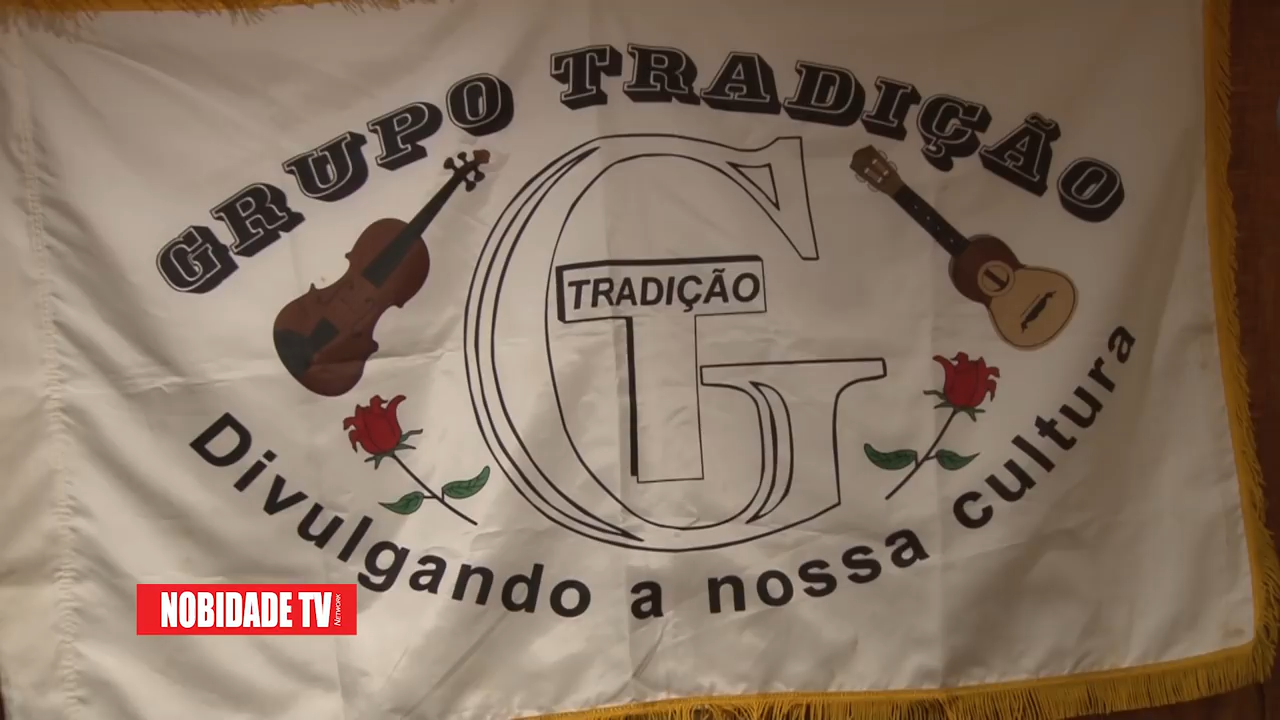 GRUPO TRADIÇÃO
TRADIÇÃO
Divulgando a nossa cultura
NOBIDADE TV
NETWORK